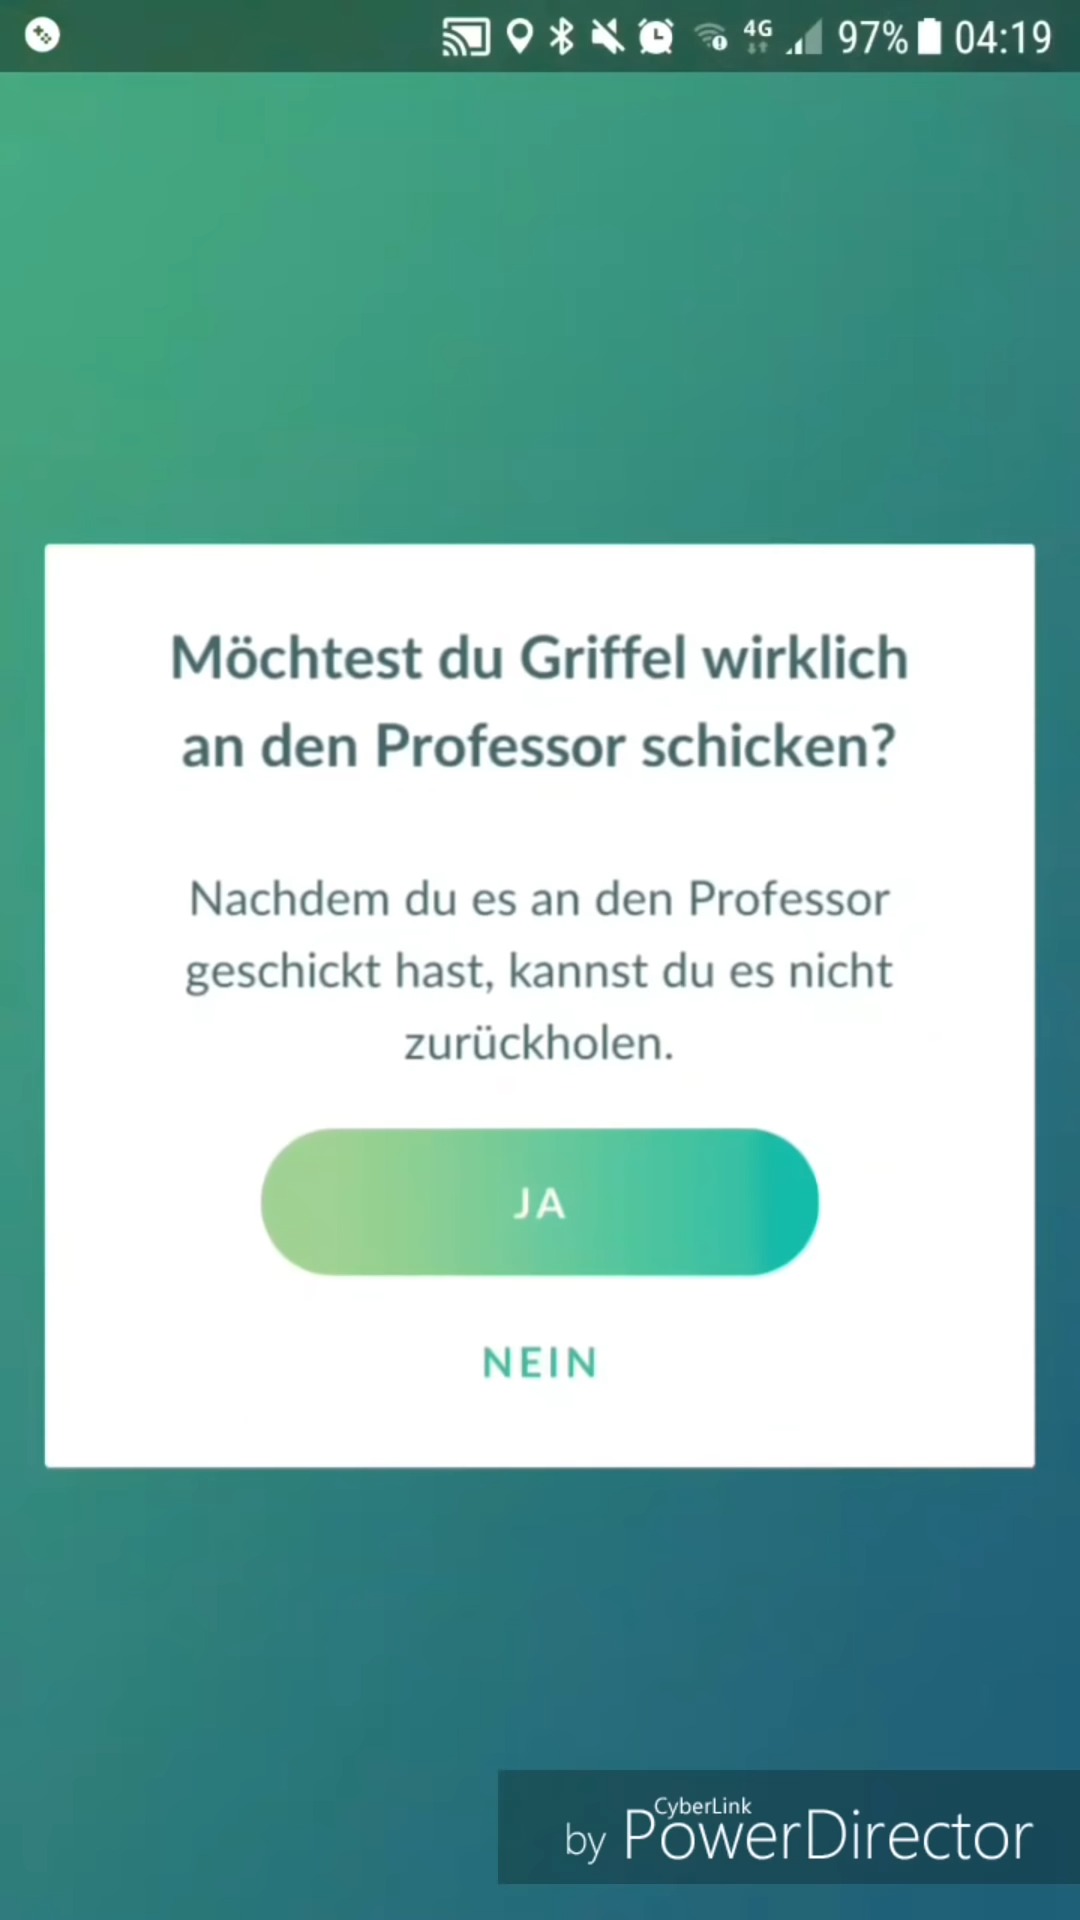 4G 97% 04:19
Möchtest du Griffel wirklich
an den Professor schicken?
Nachdem du es an den Professor
geschickt hast, kannst du es nicht
zurückholen.
JA
NEIN
CyberLink
by PowerDirector